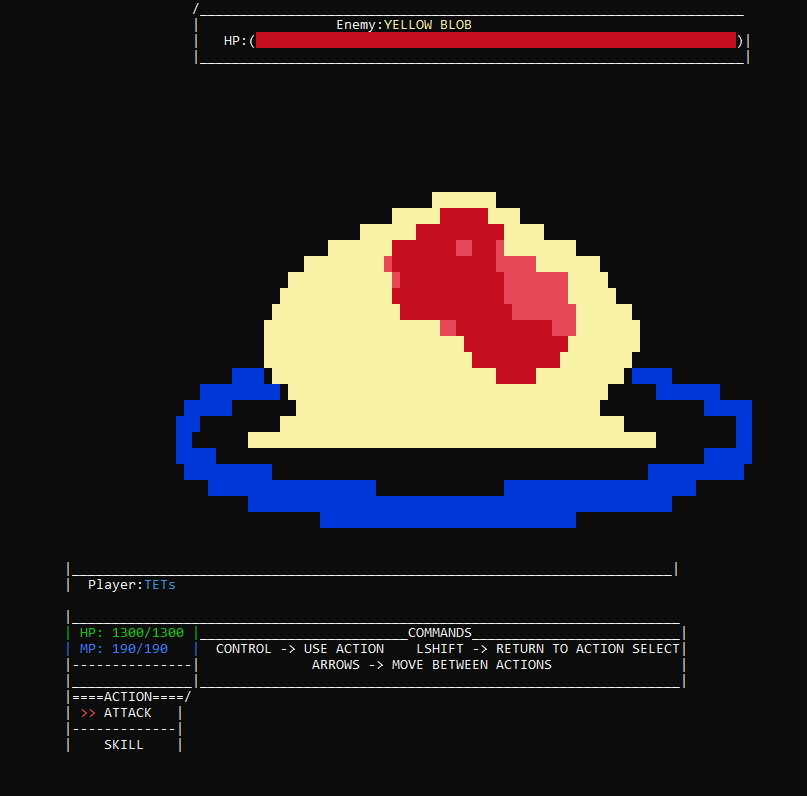 Enemy:YELLOW BLOB
HP:( )
Player:TETs
HP: 1300/1300
COMMANDS
MP: 190/190
CONTROL -> USE ACTION LSHIFT -> RETURN TO ACTION SELECT
ARROWS -> MOVE BETWEEN ACTIONS
====ACTION====/
>> ATTACK
SKILL